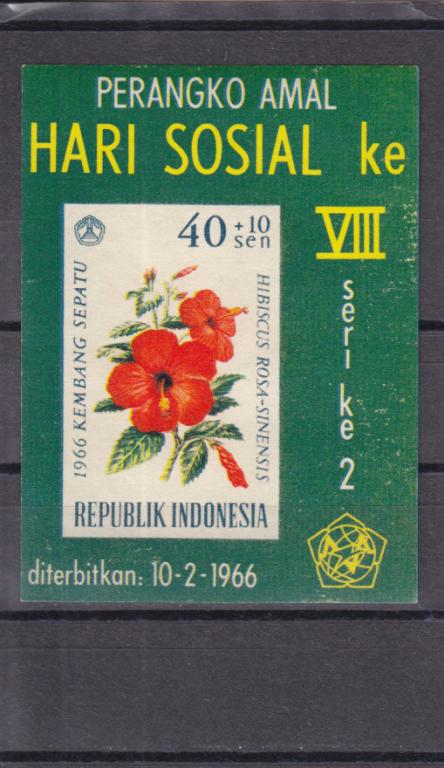 PERANGKO AMAL
HARI SOSIAL ke
VIII
seri ke 2
40 + 10
sen
1966 KEMBANG SEPATU
HIBISCUS ROSA-SINENSIS
REPUBLIK INDONESIA
diterbitkan: 10-2-1966